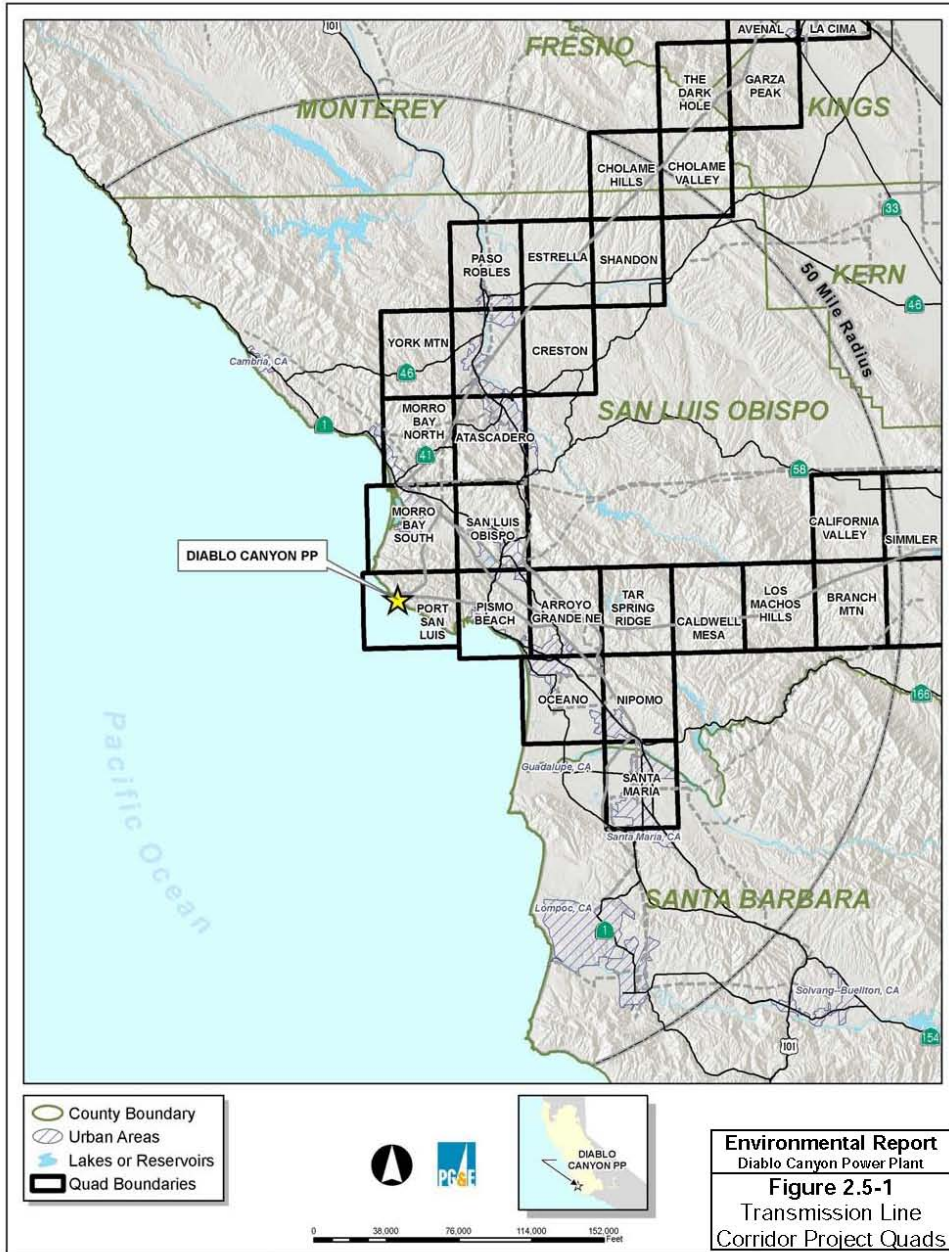 101
AVENAL
LA CIMA
FRESNO
THE
DARK
HOLE
GARZA
PEAK
MONTEREY
KINGS
CHOLAME
HILLS
CHOLAME
VALLEY
33
PASO
ROBLES
ESTRELLA
SHANDON
KERN
50 Mile Radius
46
YORK MTN
CRESTON
Cambria, CA
46
SAN LUIS OBISPO
MORRO
BAY
NORTH
ATASCADERO
1
41
58
MORRO
BAY
SOUTH
SAN LUIS
OBISPO
CALIFORNIA
VALLEY
SIMMLER
DIABLO CANYON PP
PORT
SAN
LUIS
PISMO
BEACH
ARROYO
GRANDE NE
TAR
SPRING
RIDGE
CALDWELL
MESA
LOS
MACHOS
HILLS
BRANCH
MTN
166
OCEANO
NIPOMO
Pacific Ocean
Guadalupe, CA
SANTA
MARIA
Santa Maria, CA
SANTA BARBARA
Lompoc, CA
1
Solvang--Buellton, CA
101
154
County Boundary
Urban Areas
Lakes or Reservoirs
Quad Boundaries
PG&E
DIABLO
CANYON PP
0 38,000 76,000 114,000 152,000
Feet
Environmental Report
Diablo Canyon Power Plant
Figure 2.5-1
Transmission Line
Corridor Project Quads